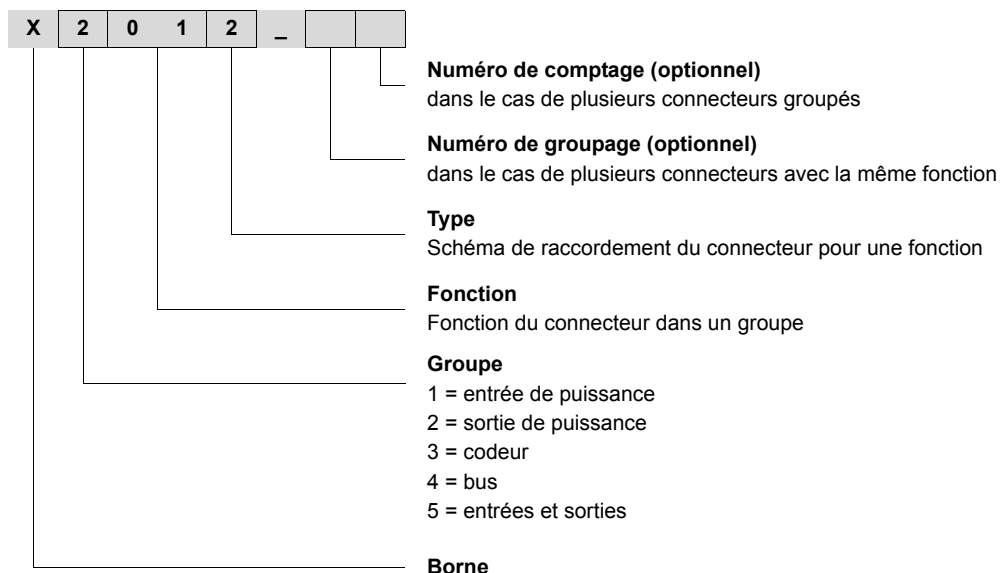 X 2 0 1 2 _
Numéro de comptage (optionnel)
dans le cas de plusieurs connecteurs groupés
Numéro de groupage (optionnel)
dans le cas de plusieurs connecteurs avec la même fonction
Type
Schéma de raccordement du connecteur pour une fonction
Fonction
Fonction du connecteur dans un groupe
Groupe
1 = entrée de puissance
2 = sortie de puissance
3 = codeur
4 = bus
5 = entrées et sorties
Borne